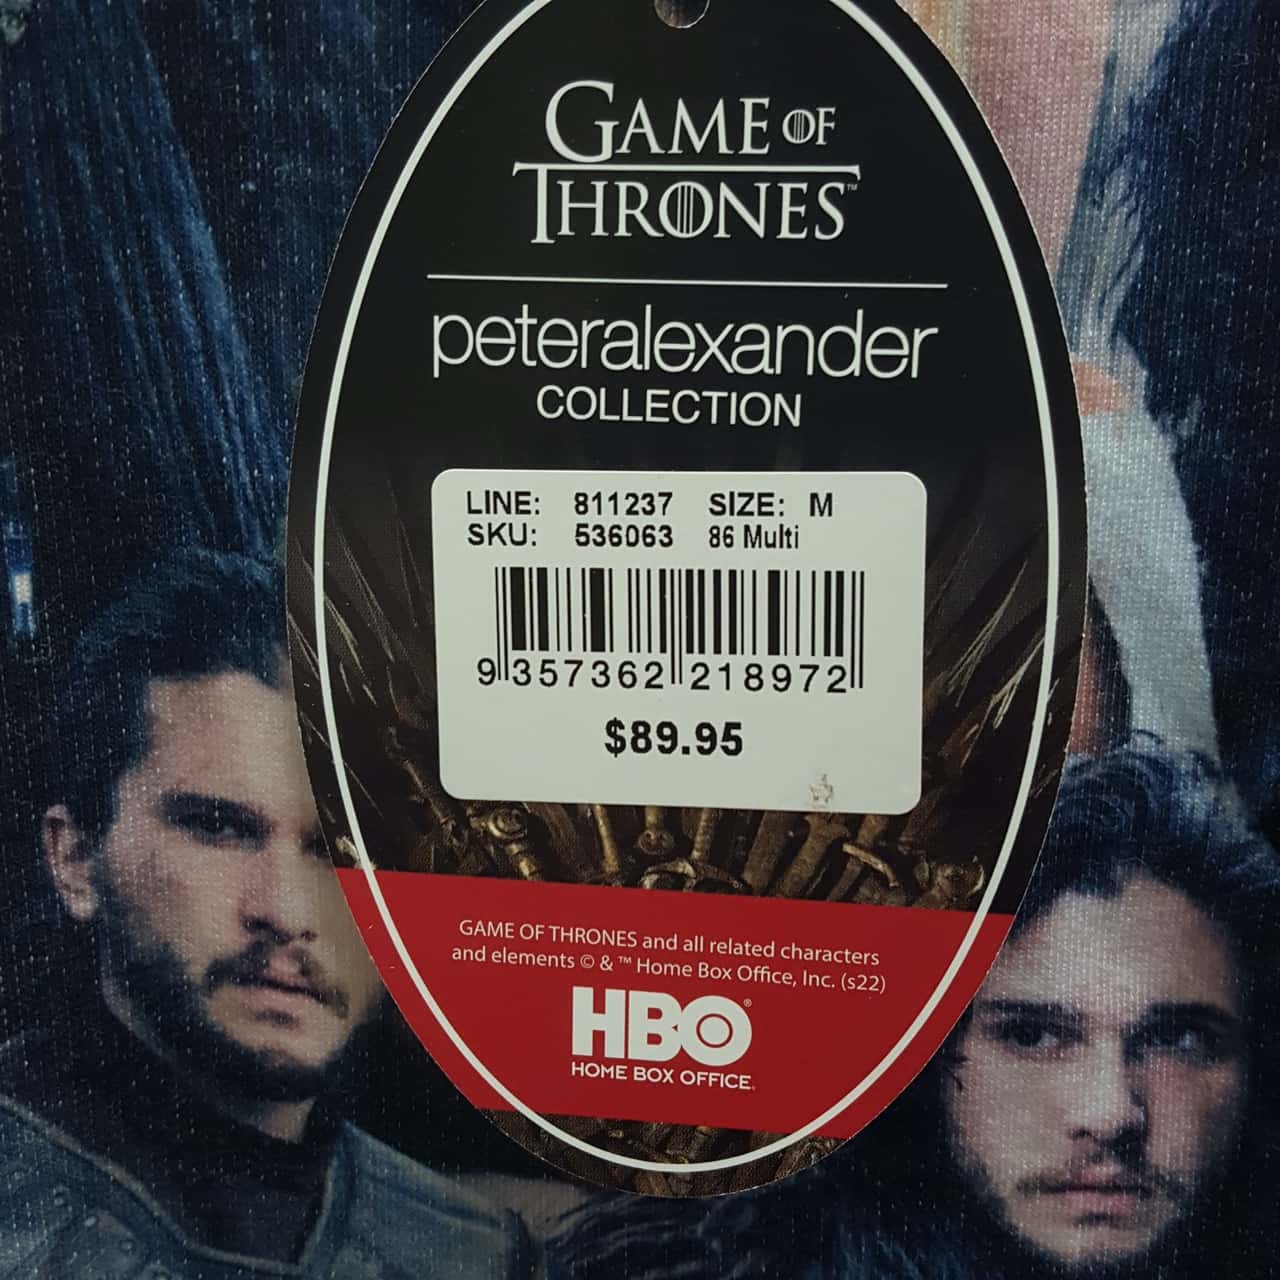 GAME OF
THRONES™
peteralexander
COLLECTION
LINE: 811237 SIZE: M
SKU: 536063 86 Multi
9 357362 218972
$89.95
GAME OF THRONES and all related characters
and elements © & ™ Home Box Office, Inc. (s22)
HBO®
HOME BOX OFFICE.